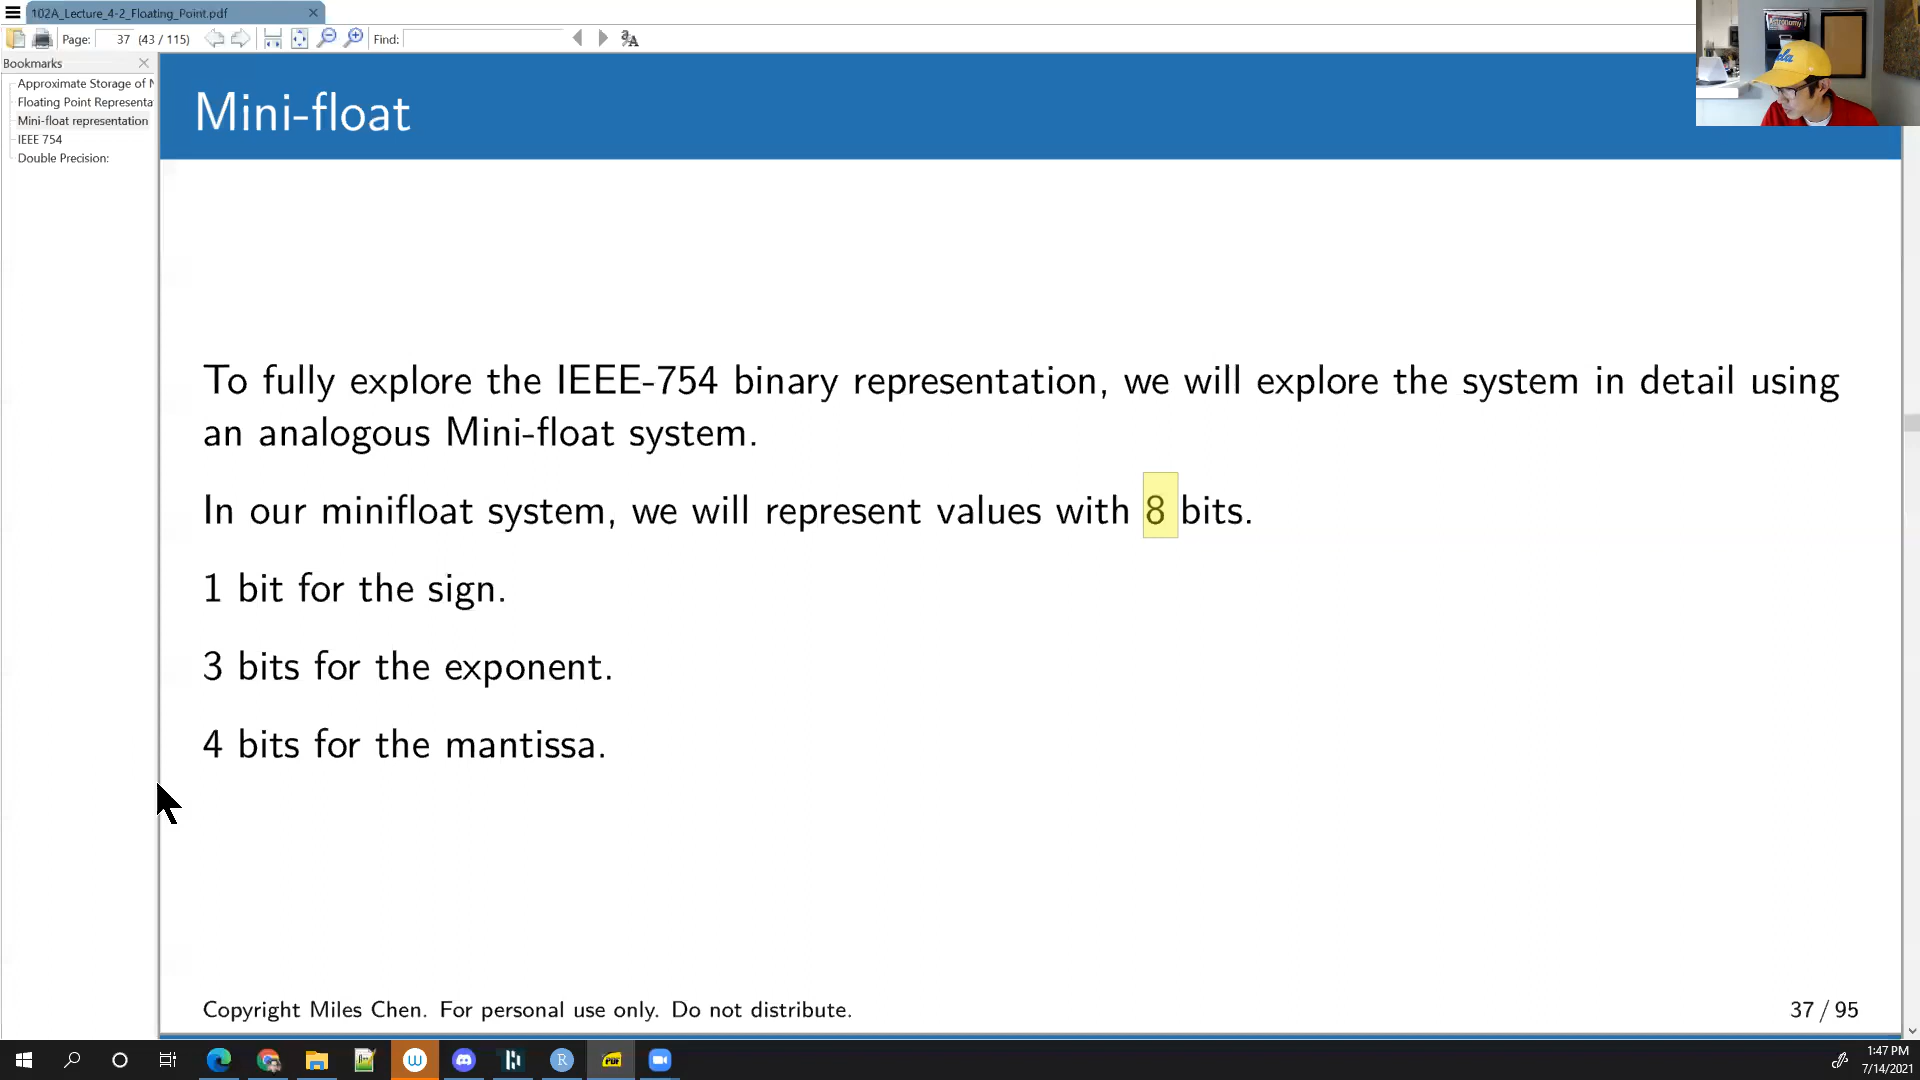 102A_Lecture_4-2_Floating_Point.pdf
Page: 37 (43 / 115) Find:
Bookmarks
Approximate Storage of N
Floating Point Representa
Mini-float representation
IEEE 754
Double Precision:
Mini-float
To fully explore the IEEE-754 binary representation, we will explore the system in detail using
an analogous Mini-float system.
In our minifloat system, we will represent values with 8 bits.
1 bit for the sign.
3 bits for the exponent.
4 bits for the mantissa.
Copyright Miles Chen. For personal use only. Do not distribute.
37 / 95
1:47 PM
7/14/2021